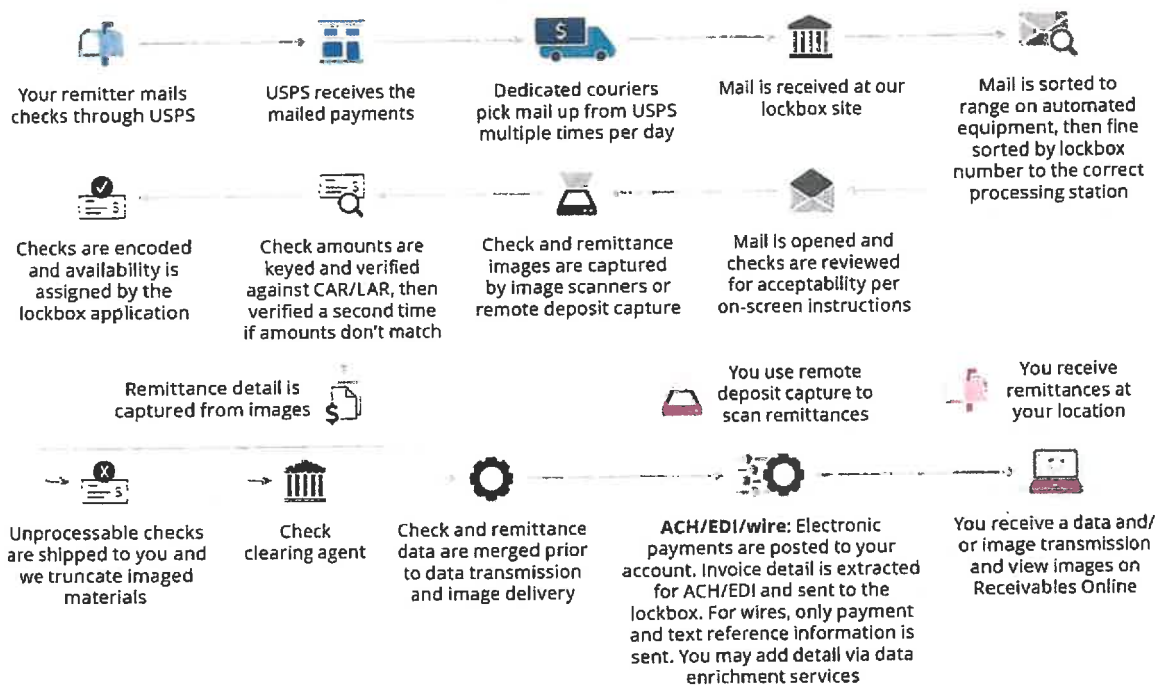 Your remitter mails
checks through USPS
USPS receives the
mailed payments
Dedicated couriers
pick mail up from USPS
multiple times per day
Mail is received at our
lockbox site
Mail is sorted to
range on automated
equipment, then fine
sorted by lockbox
number to the correct
processing station
Mail is opened and
checks are reviewed
for acceptability per
on-screen instructions
Check and remittance
images are captured
by image scanners or
remote deposit capture
Check amounts are
keyed and verified
against CAR/LAR, then
verified a second time
if amounts don't match
Checks are encoded
and availability is
assigned by the
lockbox application
Remittance detail is
captured from images
You use remote
deposit capture to
scan remittances
You receive
remittances at
your location
Unprocessable checks
are shipped to you and
we truncate imaged
materials
Check
clearing agent
Check and remittance
data are merged prior
to data transmission
and image delivery
ACH/EDI/wire: Electronic
payments are posted to your
account. Invoice detail is extracted
for ACH/EDI and sent to the
lockbox. For wires, only payment
and text reference information is
sent. You may add detail via data
enrichment services
You receive a data and/
or image transmission
and view images on
Receivables Online